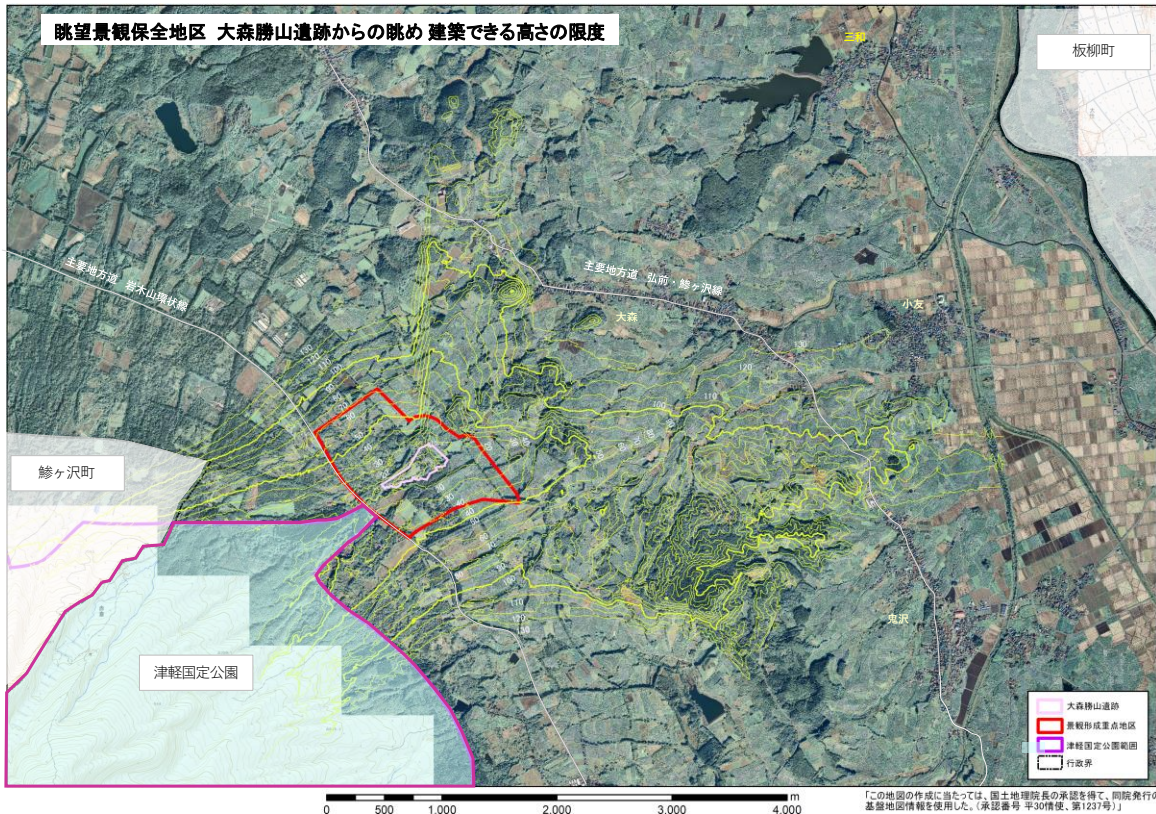 眺望景観保全地区 大森勝山遺跡からの眺め 建築できる高さの限度
三和
板柳町
主要地方道 岩木山環状線
主要地方道 弘前・鰺ヶ沢線
大森
小友
130
120
110
100
鰺ヶ沢町
鬼沢
110
120
130
津軽国定公園
大森勝山遺跡
景観形成重点地区
津軽国定公園範囲
行政界
m
0 500 1.000 2.000 3.000 4.000
「この地図の作成に当たっては、国土地理院長の承認を得て、同院発行の
基盤地図情報を使用した。（承認番号 平30情使、第1237号）」